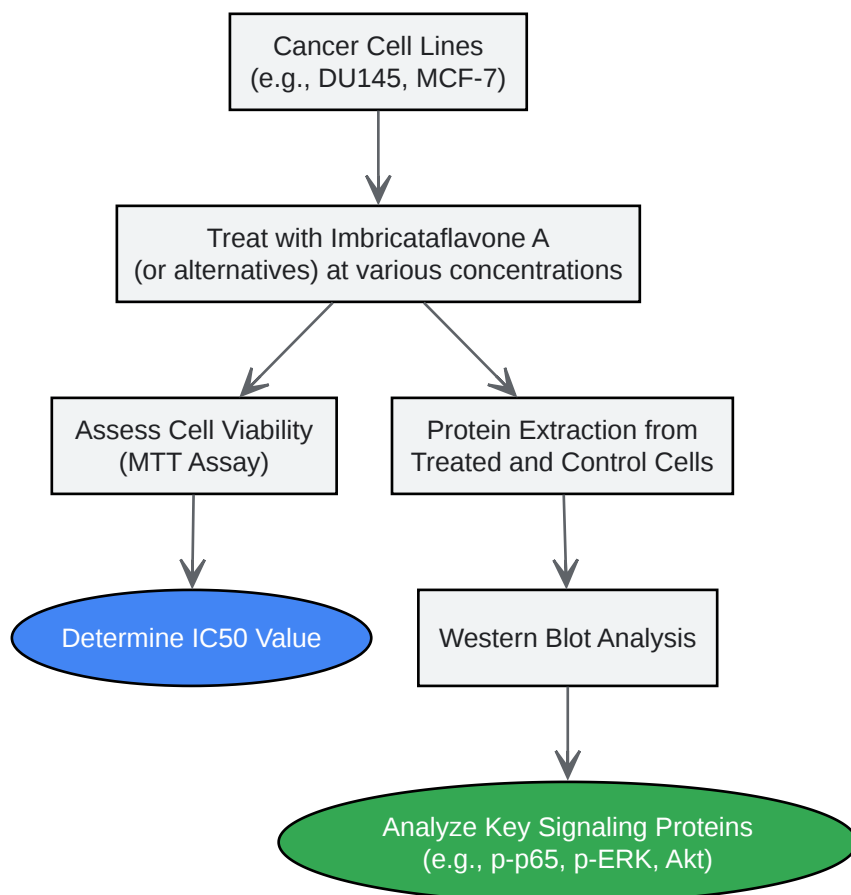 Cancer Cell Lines
(e.g., DU145, MCF-7)
Treat with Imbricataflavone A
(or alternatives) at various concentrations
Assess Cell Viability
(MTT Assay)
Protein Extraction from
Treated and Control Cells
Determine IC50 Value
Western Blot Analysis
Analyze Key Signaling Proteins
(e.g., p-p65, p-ERK, Akt)